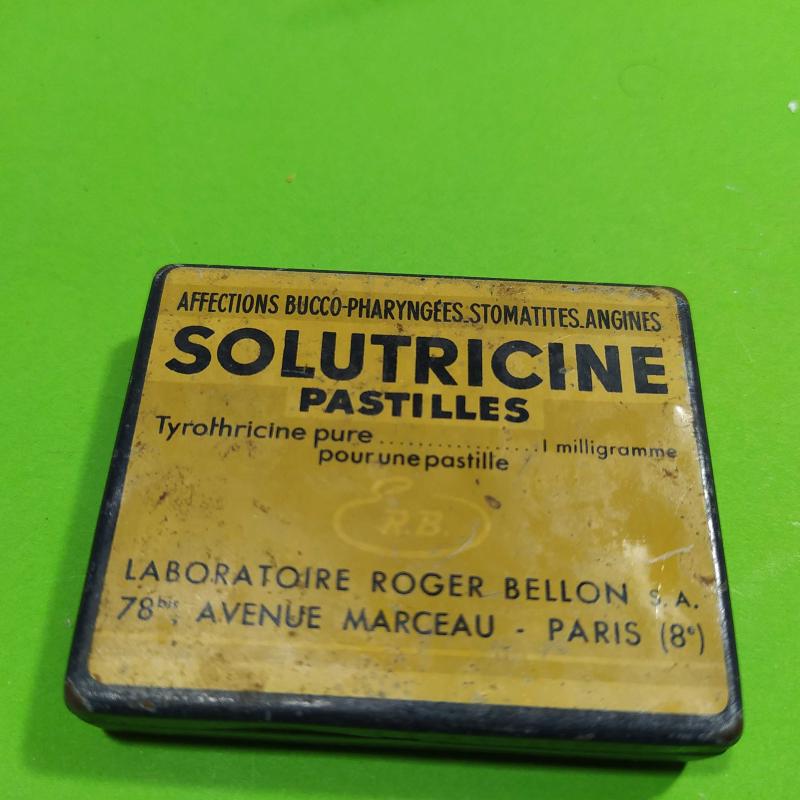 AFFECTIONS BUCCO-PHARYNGÉES_STOMATITES_ANGINES
SOLUTRICINE
PASTILLES
Tyrothricine pure..................1 milligramme
pour une pastille
R.B.
LABORATOIRE ROGER BELLON S.A.
78bis, AVENUE MARCEAU - PARIS (8e)